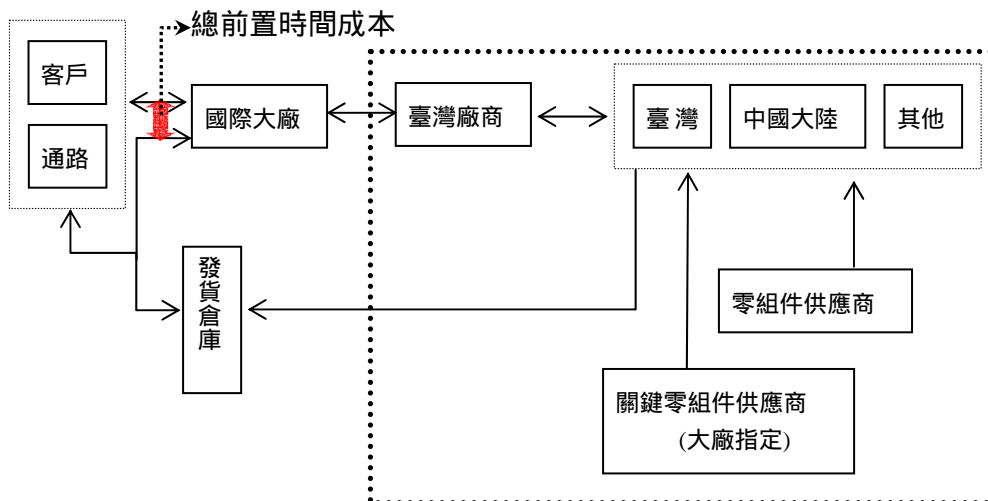 總前置時間成本
客戶
通路
國際大廠
臺灣廠商
臺 灣
中國大陸
其他
發貨倉庫
零組件供應商
關鍵零組件供應商
(大廠指定)